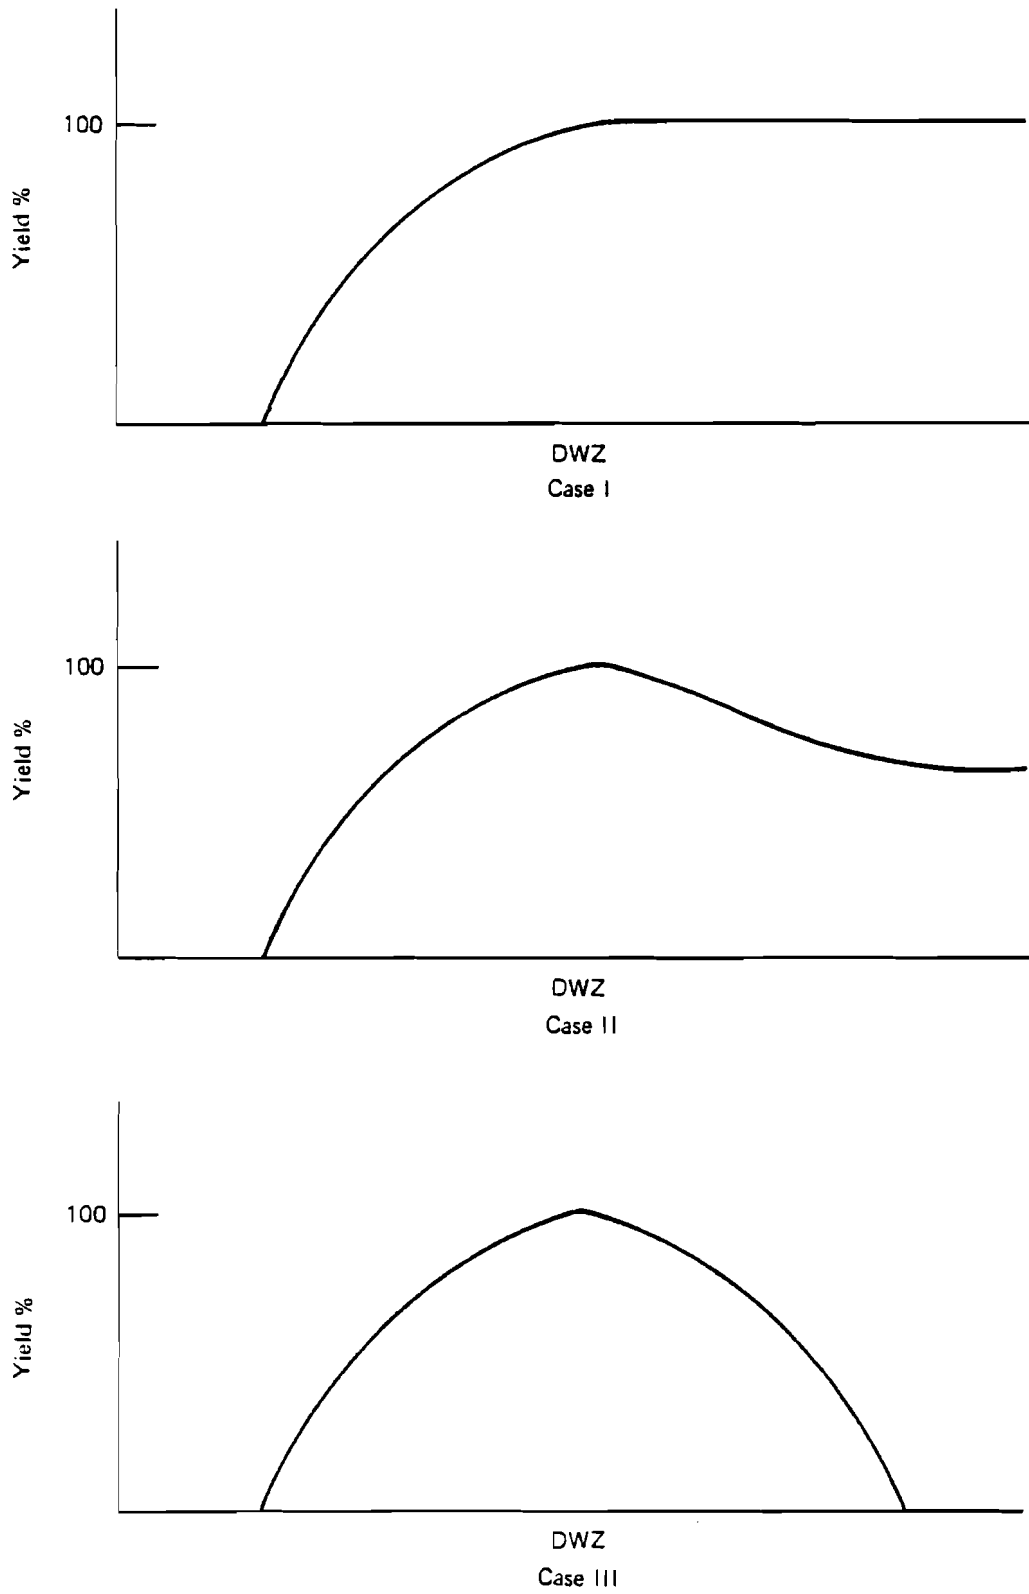 100
Yield %
DWZ
Case I
100
Yield %
DWZ
Case II
100
Yield %
DWZ
Case III